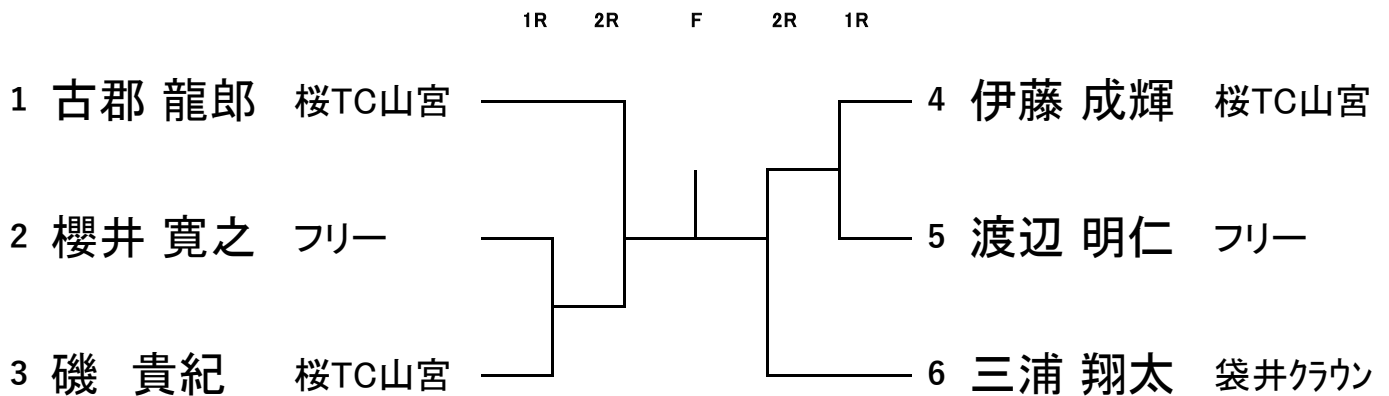 1R 2R F 2R 1R
1 古郡 龍郎 桜TC山宮 4 伊藤 成輝 桜TC山宮
2 櫻井 寛之 フリー 5 渡辺 明仁 フリー
3 磯 貴紀 桜TC山宮 6 三浦 翔太 袋井クラウン